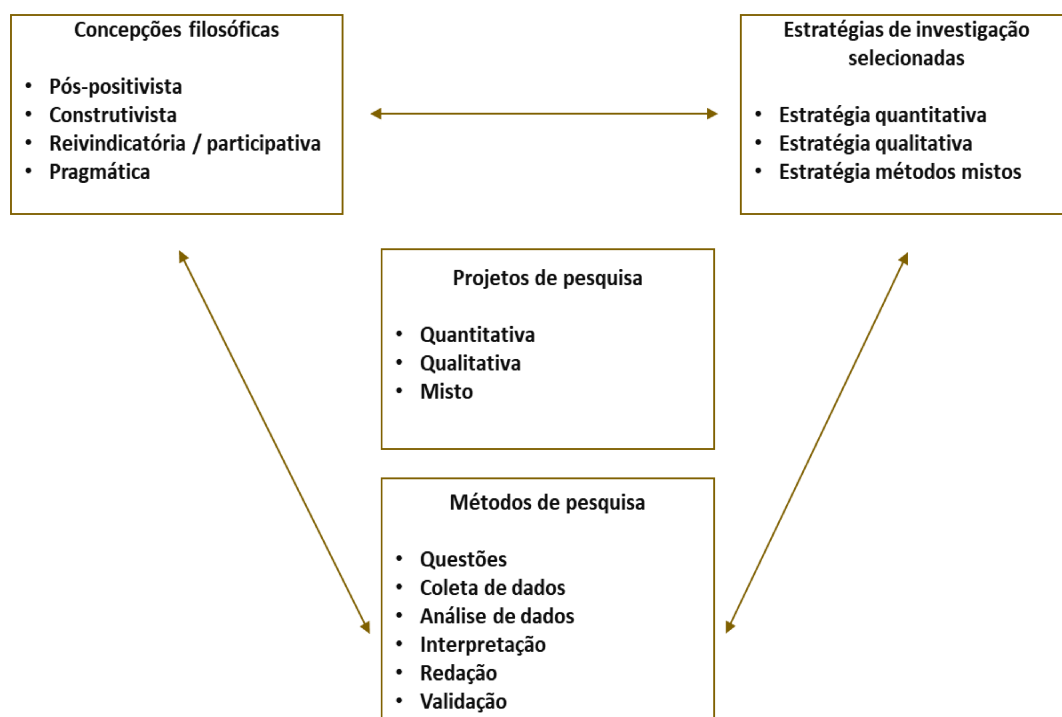 Concepções filosóficas
• Pós-positivista
• Construtivista
• Reivindicatória / participativa
• Pragmática
Estratégias de investigação
selecionadas
• Estratégia quantitativa
• Estratégia qualitativa
• Estratégia métodos mistos
Projetos de pesquisa
• Quantitativa
• Qualitativa
• Misto
Métodos de pesquisa
• Questões
• Coleta de dados
• Análise de dados
• Interpretação
• Redação
• Validação